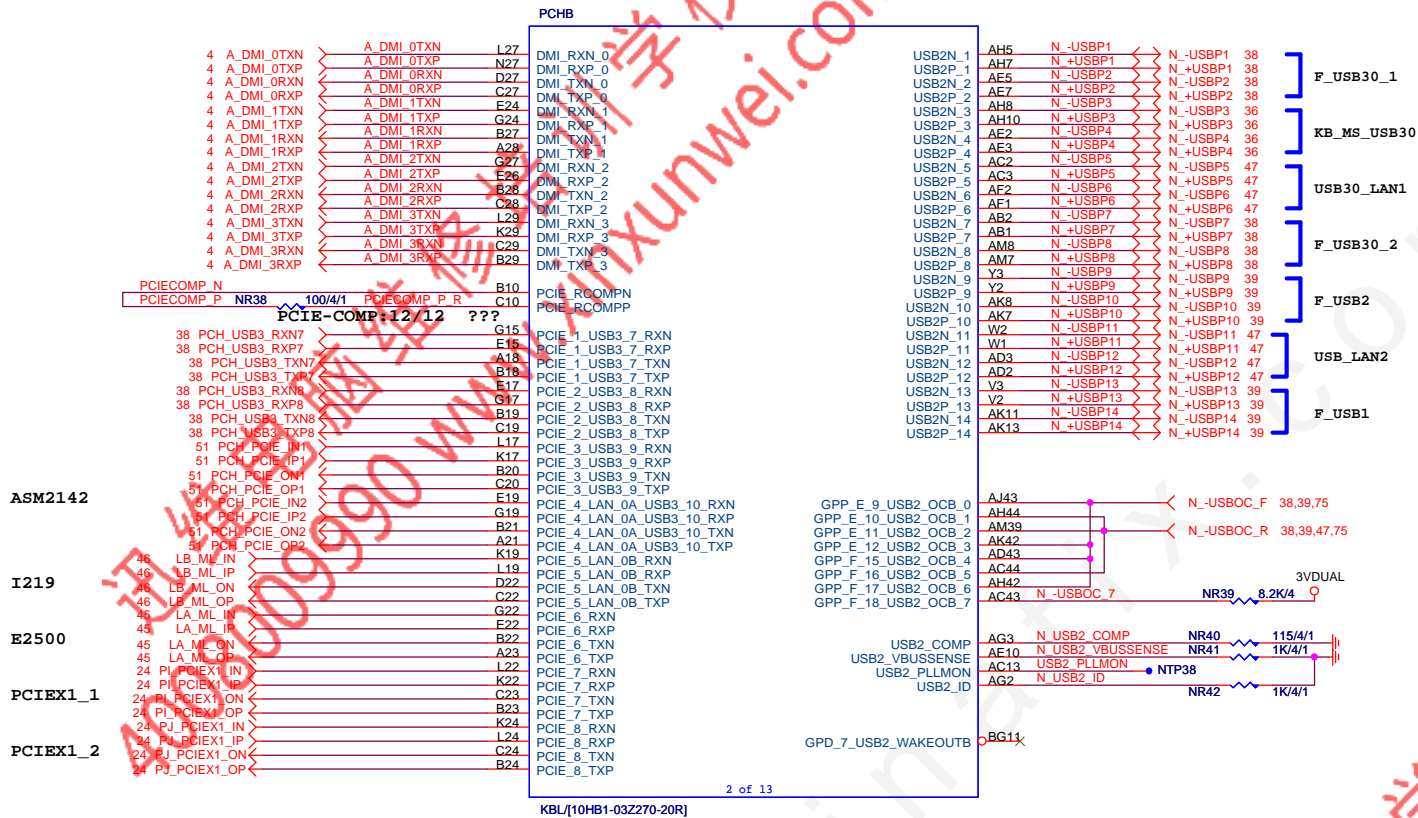 PCHB
4 A_DMI_0TXN A_DMI_0TXN L27 DMI_RXN_0
4 A_DMI_0TXP A_DMI_0TXP N27 DMI_RXP_0
4 A_DMI_0RXN A_DMI_0RXN D27 DMI_TXN_0
4 A_DMI_0RXP A_DMI_0RXP C27 DMI_TXP_0
4 A_DMI_1TXN A_DMI_1TXN E24 DMI_RXN_1
4 A_DMI_1TXP A_DMI_1TXP G24 DMI_RXP_1
4 A_DMI_1RXN A_DMI_1RXN B27 DMI_TXN_1
4 A_DMI_1RXP A_DMI_1RXP A28 DMI_TXP_1
4 A_DMI_2TXN A_DMI_2TXN G27 DMI_RXN_2
4 A_DMI_2TXP A_DMI_2TXP E26 DMI_RXP_2
4 A_DMI_2RXN A_DMI_2RXN B28 DMI_TXN_2
4 A_DMI_2RXP A_DMI_2RXP C28 DMI_TXP_2
4 A_DMI_3TXN A_DMI_3TXN L29 DMI_RXN_3
4 A_DMI_3TXP A_DMI_3TXP K29 DMI_RXP_3
4 A_DMI_3RXN A_DMI_3RXN C29 DMI_TXN_3
4 A_DMI_3RXP A_DMI_3RXP B29 DMI_TXP_3
PCIECOMP_N B10 PCIE_RCOMPN
PCIECOMP_P NR38 100/4/1 PCIECOMP_P_R C10 PCIE_RCOMPP
PCIE-COMP:12/12 ???
38 PCH_USB3_RXN7 G15 PCIE_1_USB3_7_RXN
38 PCH_USB3_RXP7 E15 PCIE_1_USB3_7_RXP
38 PCH_USB3_TXN7 A18 PCIE_1_USB3_7_TXN
38 PCH_USB3_TXP7 B18 PCIE_1_USB3_7_TXP
38 PCH_USB3_RXN8 E17 PCIE_2_USB3_8_RXN
38 PCH_USB3_RXP8 G17 PCIE_2_USB3_8_RXP
38 PCH_USB3_TXN8 B19 PCIE_2_USB3_8_TXN
38 PCH_USB3_TXP8 C19 PCIE_2_USB3_8_TXP
51 PCH_PCIE_IN1 L17 PCIE_3_USB3_9_RXN
51 PCH_PCIE_IP1 K17 PCIE_3_USB3_9_RXP
51 PCH_PCIE_ON1 B20 PCIE_3_USB3_9_TXN
51 PCH_PCIE_OP1 C20 PCIE_3_USB3_9_TXP
ASM2142
51 PCH_PCIE_IN2 E19 PCIE_4_LAN_0A_USB3_10_RXN
51 PCH_PCIE_IP2 G19 PCIE_4_LAN_0A_USB3_10_RXP
51 PCH_PCIE_ON2 B21 PCIE_4_LAN_0A_USB3_10_TXN
51 PCH_PCIE_OP2 A21 PCIE_4_LAN_0A_USB3_10_TXP
46 LB_ML_IN K19 PCIE_5_LAN_0B_RXN
46 LB_ML_IP L19 PCIE_5_LAN_0B_RXP
I219
46 LB_ML_ON D22 PCIE_5_LAN_0B_TXN
46 LB_ML_OP C22 PCIE_5_LAN_0B_TXP
45 LA_ML_IN G22 PCIE_6_RXN
45 LA_ML_IP E22 PCIE_6_RXP
E2500
45 LA_ML_ON B22 PCIE_6_TXN
45 LA_ML_OP A23 PCIE_6_TXP
24 PI_PCIEX1_IN L22 PCIE_7_RXN
24 PI_PCIEX1_IP K22 PCIE_7_RXP
PCIEX1_1
24 PI_PCIEX1_ON C23 PCIE_7_TXN
24 PI_PCIEX1_OP B23 PCIE_7_TXP
24 PJ_PCIEX1_IN K24 PCIE_8_RXN
24 PJ_PCIEX1_IP L24 PCIE_8_RXP
PCIEX1_2
24 PJ_PCIEX1_ON C24 PCIE_8_TXN
24 PJ_PCIEX1_OP B24 PCIE_8_TXP
USB2N_1 AH5 N_-USBP1 N_-USBP1 38
USB2P_1 AH7 N_+USBP1 N_+USBP1 38
USB2N_2 AE5 N_-USBP2 N_-USBP2 38
USB2P_2 AE7 N_+USBP2 N_+USBP2 38
F_USB30_1
USB2N_3 AH8 N_-USBP3 N_-USBP3 36
USB2P_3 AH10 N_+USBP3 N_+USBP3 36
USB2N_4 AE2 N_-USBP4 N_-USBP4 36
USB2P_4 AE3 N_+USBP4 N_+USBP4 36
KB_MS_USB30
USB2N_5 AC2 N_-USBP5 N_-USBP5 47
USB2P_5 AC3 N_+USBP5 N_+USBP5 47
USB2N_6 AF2 N_-USBP6 N_-USBP6 47
USB2P_6 AF1 N_+USBP6 N_+USBP6 47
USB30_LAN1
USB2N_7 AB2 N_-USBP7 N_-USBP7 38
USB2P_7 AB1 N_+USBP7 N_+USBP7 38
USB2N_8 AM8 N_-USBP8 N_-USBP8 38
USB2P_8 AM7 N_+USBP8 N_+USBP8 38
F_USB30_2
USB2N_9 Y3 N_-USBP9 N_-USBP9 39
USB2P_9 Y2 N_+USBP9 N_+USBP9 39
USB2N_10 AK8 N_-USBP10 N_-USBP10 39
USB2P_10 AK7 N_+USBP10 N_+USBP10 39
F_USB2
USB2N_11 W2 N_-USBP11 N_-USBP11 47
USB2P_11 W1 N_+USBP11 N_+USBP11 47
USB2N_12 AD3 N_-USBP12 N_-USBP12 47
USB2P_12 AD2 N_+USBP12 N_+USBP12 47
USB_LAN2
USB2N_13 V3 N_-USBP13 N_-USBP13 39
USB2P_13 V2 N_+USBP13 N_+USBP13 39
USB2N_14 AK11 N_-USBP14 N_-USBP14 39
USB2P_14 AK13 N_+USBP14 N_+USBP14 39
F_USB1
GPP_E_9_USB2_OCB_0 AJ43 N_-USBOC_F 38,39,75
GPP_E_10_USB2_OCB_1 AH44
GPP_E_11_USB2_OCB_2 AM39 N_-USBOC_R 38,39,47,75
GPP_E_12_USB2_OCB_3 AK42
GPP_F_15_USB2_OCB_4 AD43
GPP_F_16_USB2_OCB_5 AC44
GPP_F_17_USB2_OCB_6 AH42
GPP_F_18_USB2_OCB_7 AC43 N_-USBOC_7 NR39 8.2K/4 3VDUAL
USB2_COMP AG3 N_USB2_COMP NR40 115/4/1
USB2_VBUSSENSE AE10 N_USB2_VBUSSENSE NR41 1K/4/1
USB2_PLLMON AC13 USB2_PLLMON NTP38
USB2_ID AG2 N_USB2_ID NR42 1K/4/1
GPD_7_USB2_WAKEOUTB BG11
2 of 13
KBL/[10HB1-03Z270-20R]
迅维电脑维修培训学
4008009990 www.xinxunwei.com
学